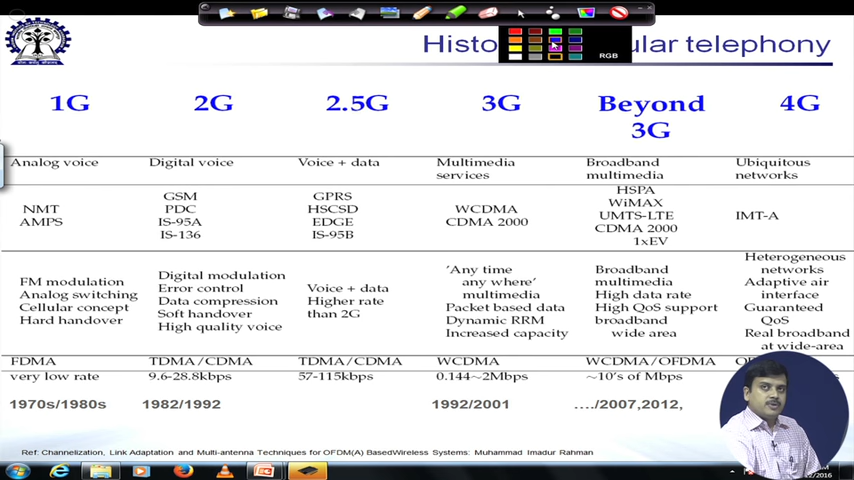 RGB
Histo
ular telephony
1G
2G
2.5G
3G
Beyond
3G
4G
Analog voice
Digital voice
Voice + data
Multimedia
services
Broadband
multimedia
Ubiquitous
networks
NMT
AMPS
GSM
PDC
IS-95A
IS-136
GPRS
HSCSD
EDGE
IS-95B
WCDMA
CDMA 2000
HSPA
WiMAX
UMTS-LTE
CDMA 2000
1xEV
IMT-A
FM modulation
Analog switching
Cellular concept
Hard handover
Digital modulation
Error control
Data compression
Soft handover
High quality voice
Voice + data
Higher rate
than 2G
'Any time
any where'
multimedia
Packet based data
Dynamic RRM
Increased capacity
Broadband
multimedia
High data rate
High QoS support
broadband
wide area
Heterogeneous
networks
Adaptive air
interface
Guaranteed
QoS
Real broadband
at wide-area
FDMA
TDMA/CDMA
TDMA/CDMA
WCDMA
WCDMA/OFDMA
very low rate
9.6-28.8kbps
57-115kbps
0.144~2Mbps
~10's of Mbps
1970s/1980s
1982/1992
1992/2001
…./2007,2012,
Ref: Channelization, Link Adaptation and Multi-antenna Techniques for OFDM(A) BasedWireless Systems: Muhammad Imadur Rahman